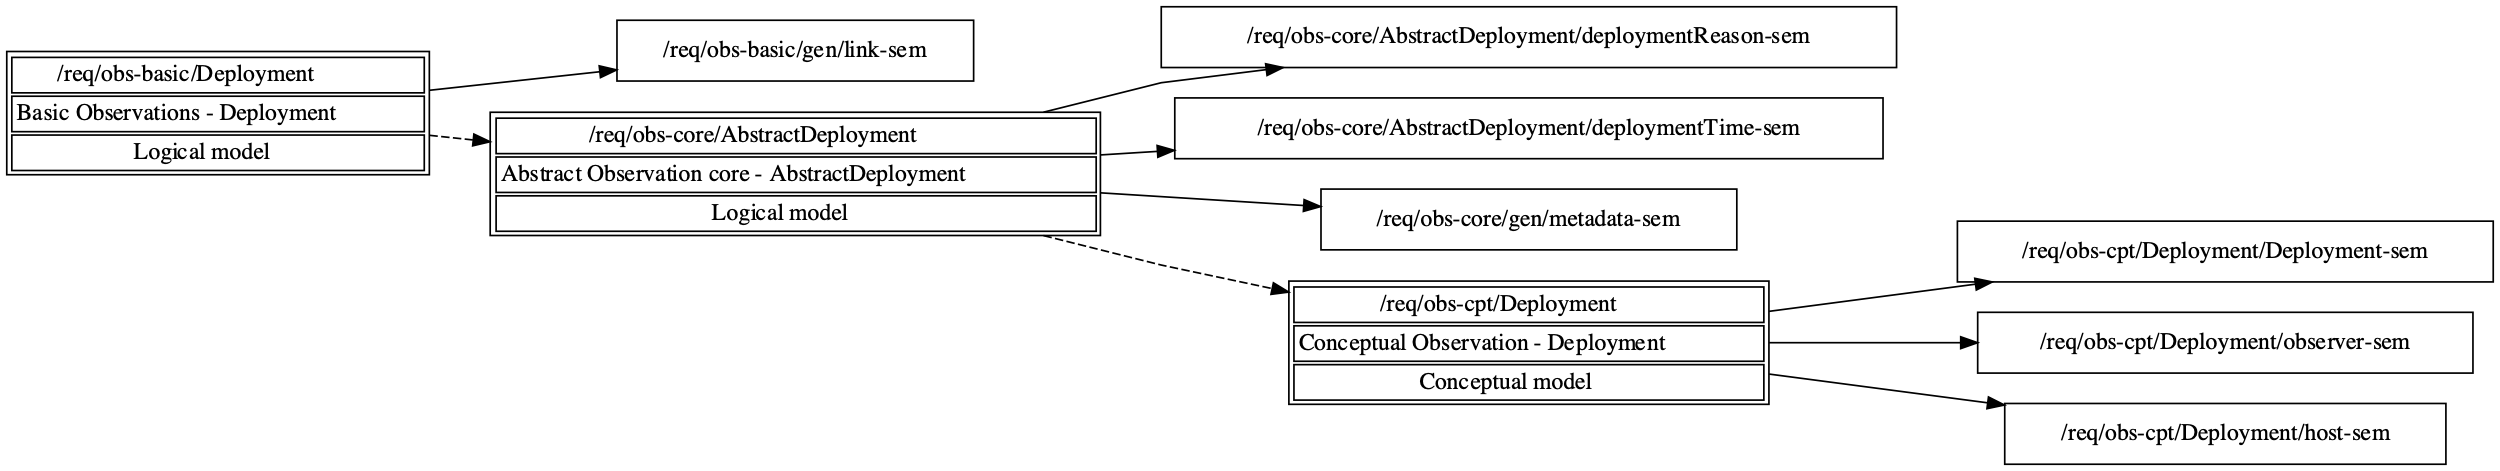 /req/obs-basic/Deployment
Basic Observations - Deployment
Logical model
/req/obs-basic/gen/link-sem
/req/obs-core/AbstractDeployment
Abstract Observation core - AbstractDeployment
Logical model
/req/obs-core/AbstractDeployment/deploymentReason-sem
/req/obs-core/AbstractDeployment/deploymentTime-sem
/req/obs-core/gen/metadata-sem
/req/obs-cpt/Deployment
Conceptual Observation - Deployment
Conceptual model
/req/obs-cpt/Deployment/Deployment-sem
/req/obs-cpt/Deployment/observer-sem
/req/obs-cpt/Deployment/host-sem